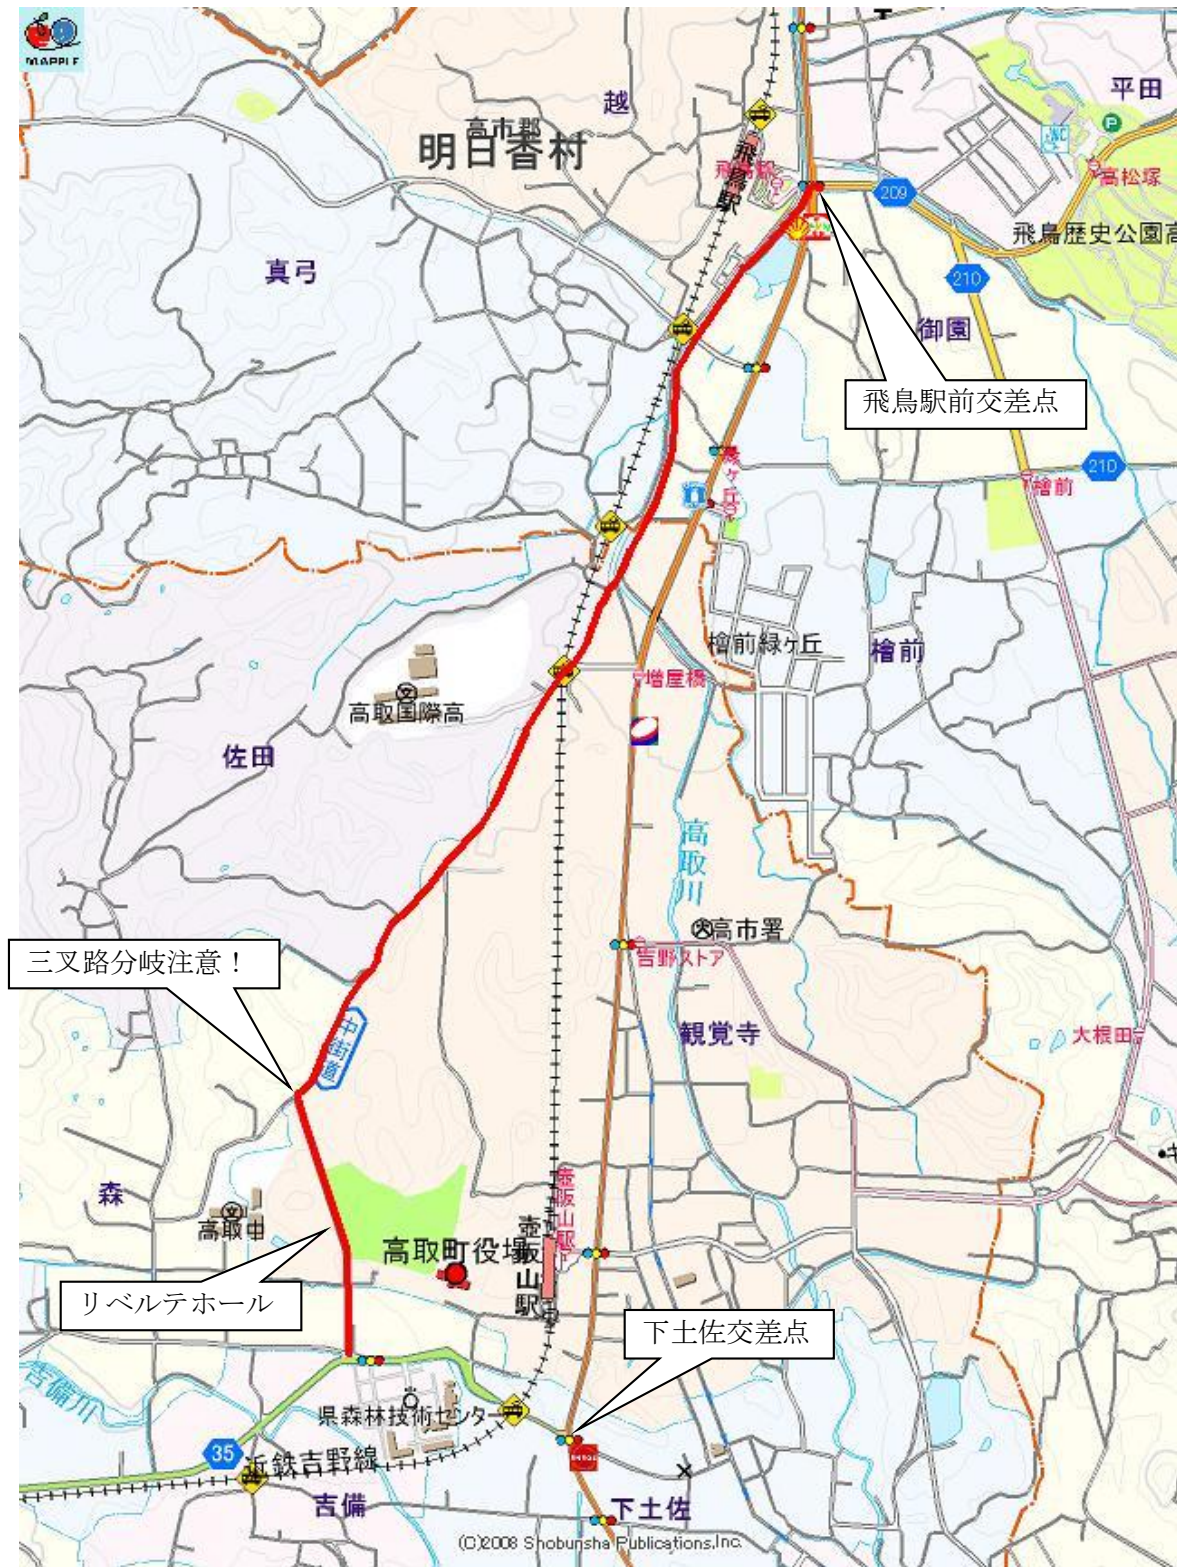 MAPPLE
越
高市郡
明日香村
飛鳥駅
平田
P
209
高松塚
飛鳥歴史公園高
真弓
210
御園
飛鳥駅前交差点
210
檜前
檜前緑ヶ丘
檜前
増屋橋
高取国際高
佐田
高取川
高市署
吉野ストア
三叉路分岐注意！
観覚寺
大根田
中街道
森
高取中
壺阪山駅
高取町役場
壺阪山駅
リベルテホール
下土佐交差点
吉備川
県森林技術センター
35
近鉄吉野線
吉備
下土佐
(C)2008 Shobunsha Publications,Inc.